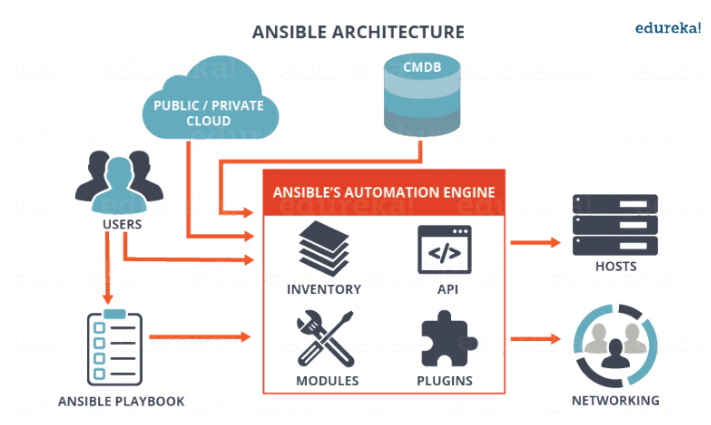 ANSIBLE ARCHITECTURE
edureka!
CMDB
PUBLIC / PRIVATE
CLOUD
ANSIBLE'S AUTOMATION ENGINE
USERS
INVENTORY
</>
API
HOSTS
MODULES
PLUGINS
ANSIBLE PLAYBOOK
NETWORKING